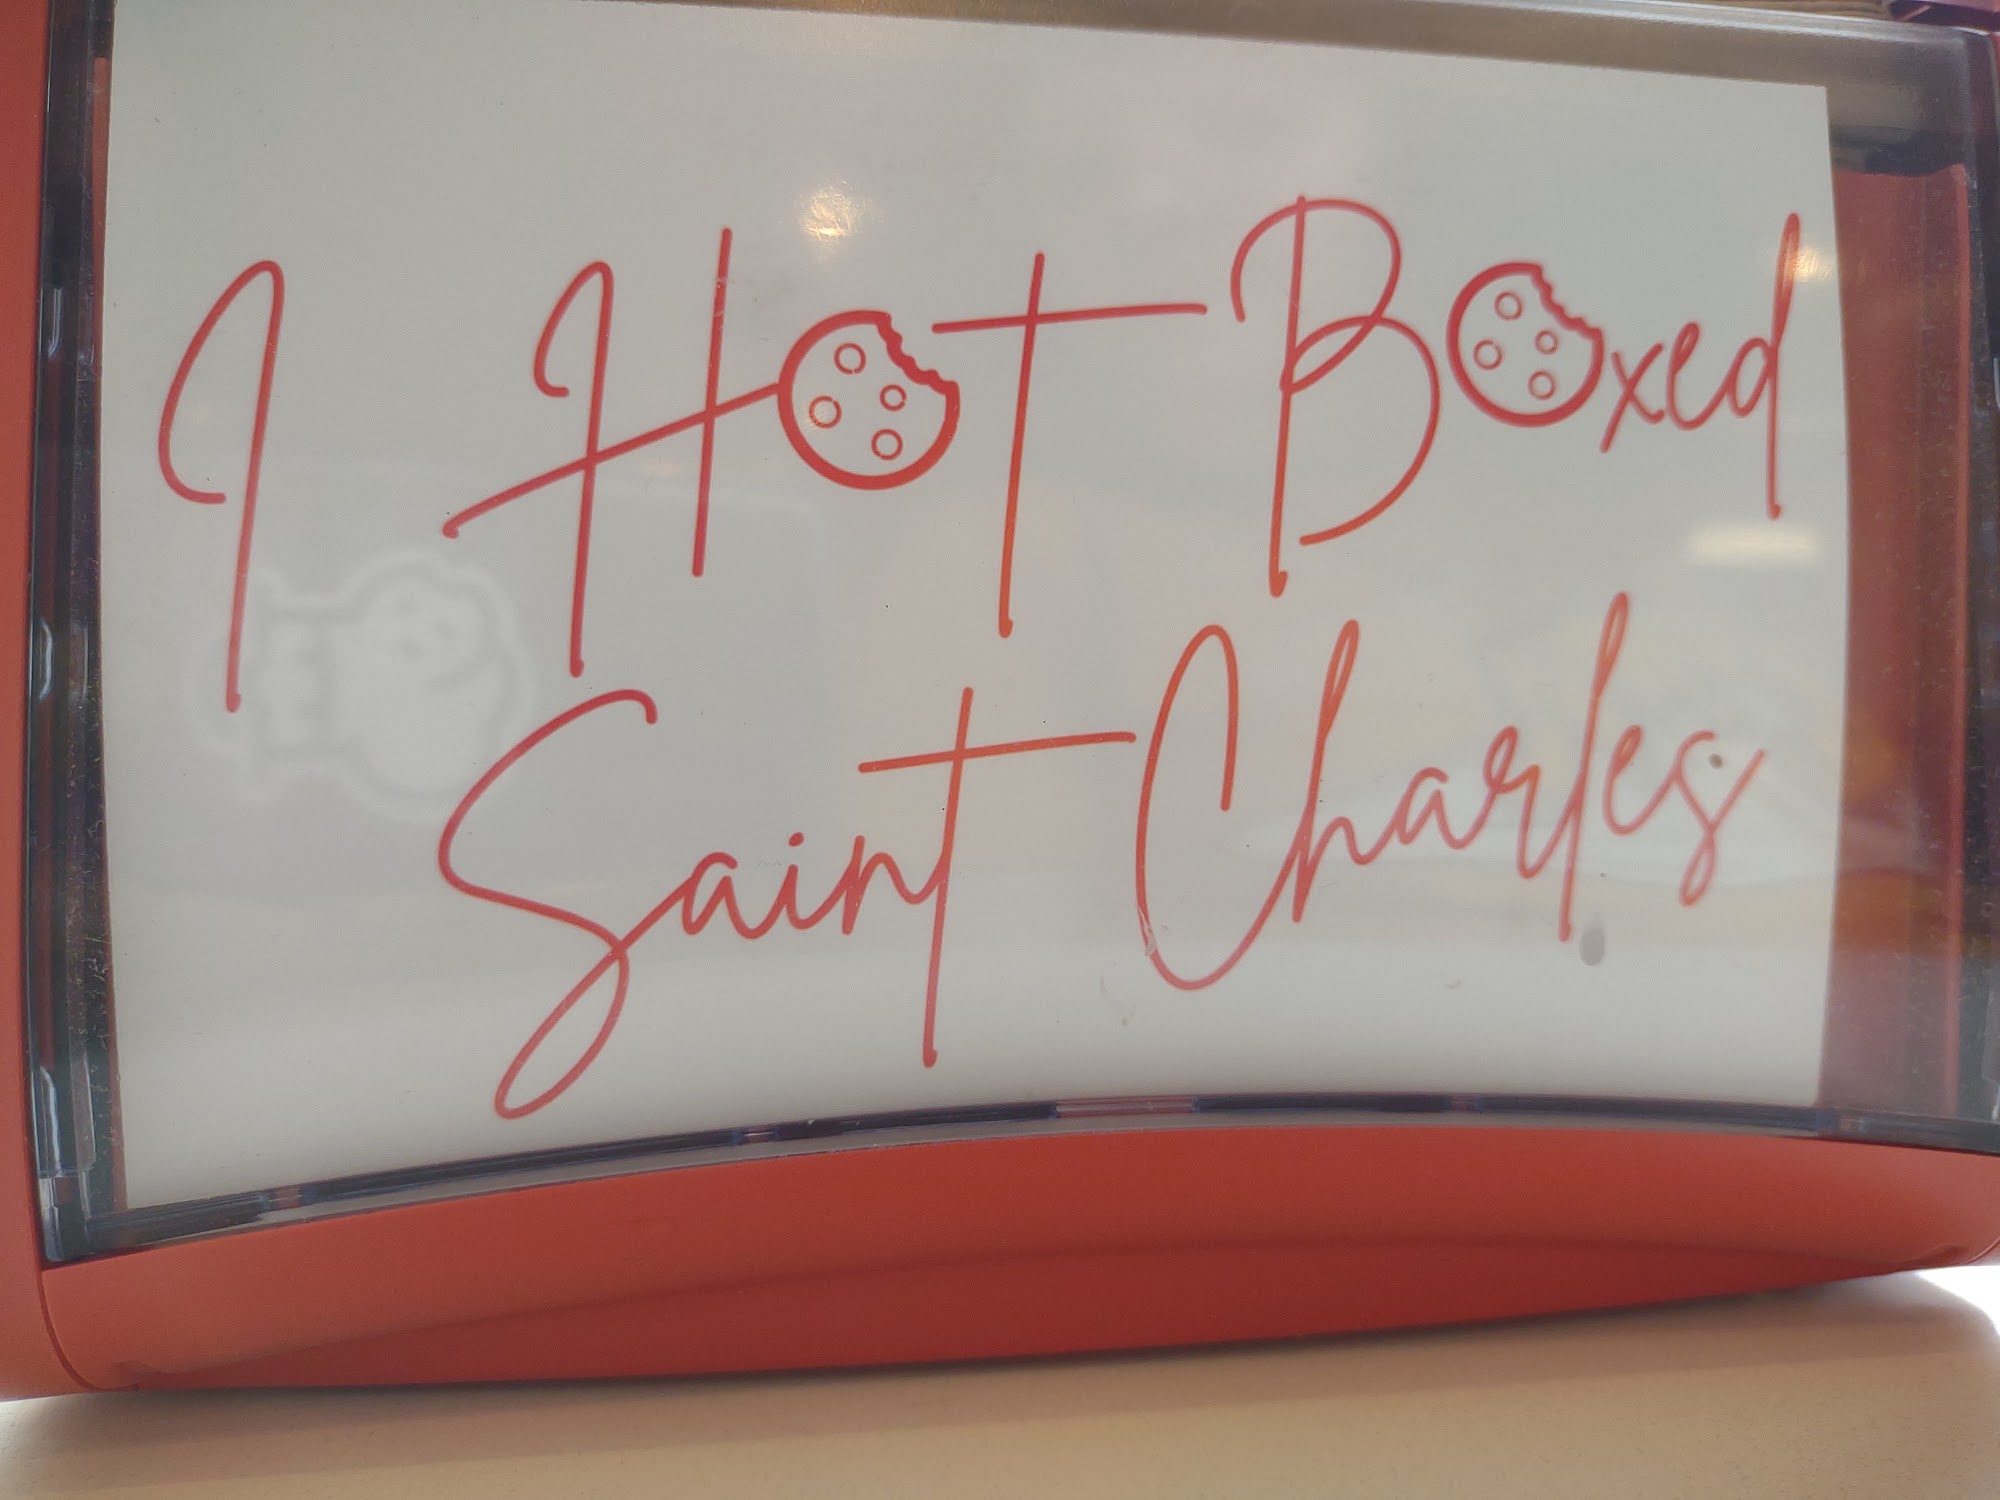 I Hot Boxed
Saint Charles